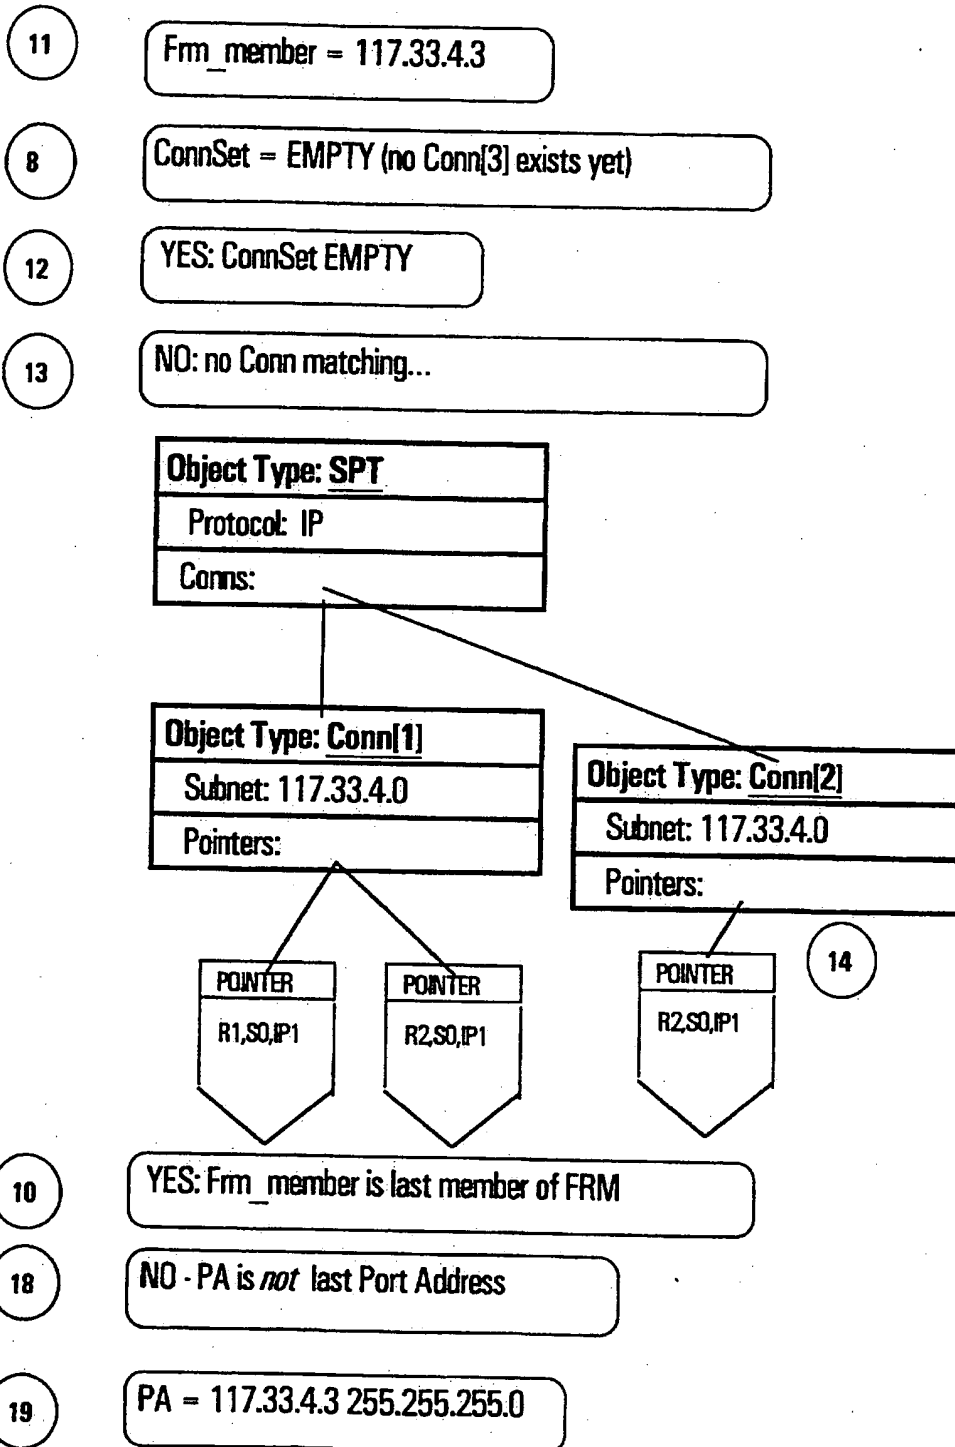 11
Frm_member = 117.33.4.3
8
ConnSet = EMPTY (no Conn[3] exists yet)
12
YES: ConnSet EMPTY
13
NO: no Conn matching...
Object Type: SPT
Protocol: IP
Conns:
Object Type: Conn[1]
Subnet: 117.33.4.0
Pointers:
Object Type: Conn[2]
Subnet: 117.33.4.0
Pointers:
14
POINTER
R1,S0,IP1
POINTER
R2,S0,IP1
POINTER
R2,S0,IP1
10
YES: Frm_member is last member of FRM
18
NO - PA is not last Port Address
19
PA = 117.33.4.3 255.255.255.0